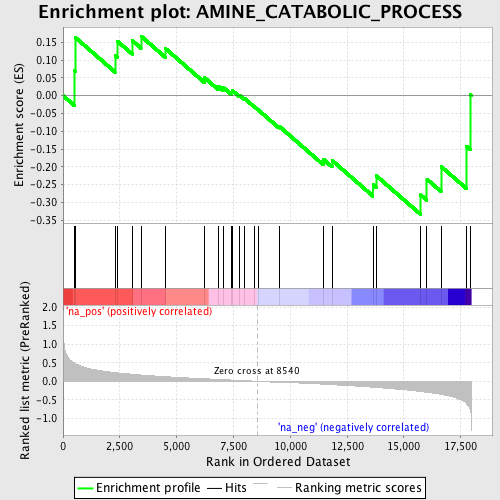 Enrichment plot: AMINE_CATABOLIC_PROCESS
Enrichment score (ES)
0.15
0.10
0.05
0.00
-0.05
-0.10
-0.15
-0.20
-0.25
-0.30
-0.35
'na_pos' (positively correlated)
Ranked list metric (PreRanked)
2.0
1.5
1.0
0.5
0.0
-0.5
-1.0
Zero cross at 8540
'na_neg' (negatively correlated)
0
2,500
5,000
7,500
10,000
12,500
15,000
17,500
Rank in Ordered Dataset
Enrichment profile
Hits
Ranking metric scores